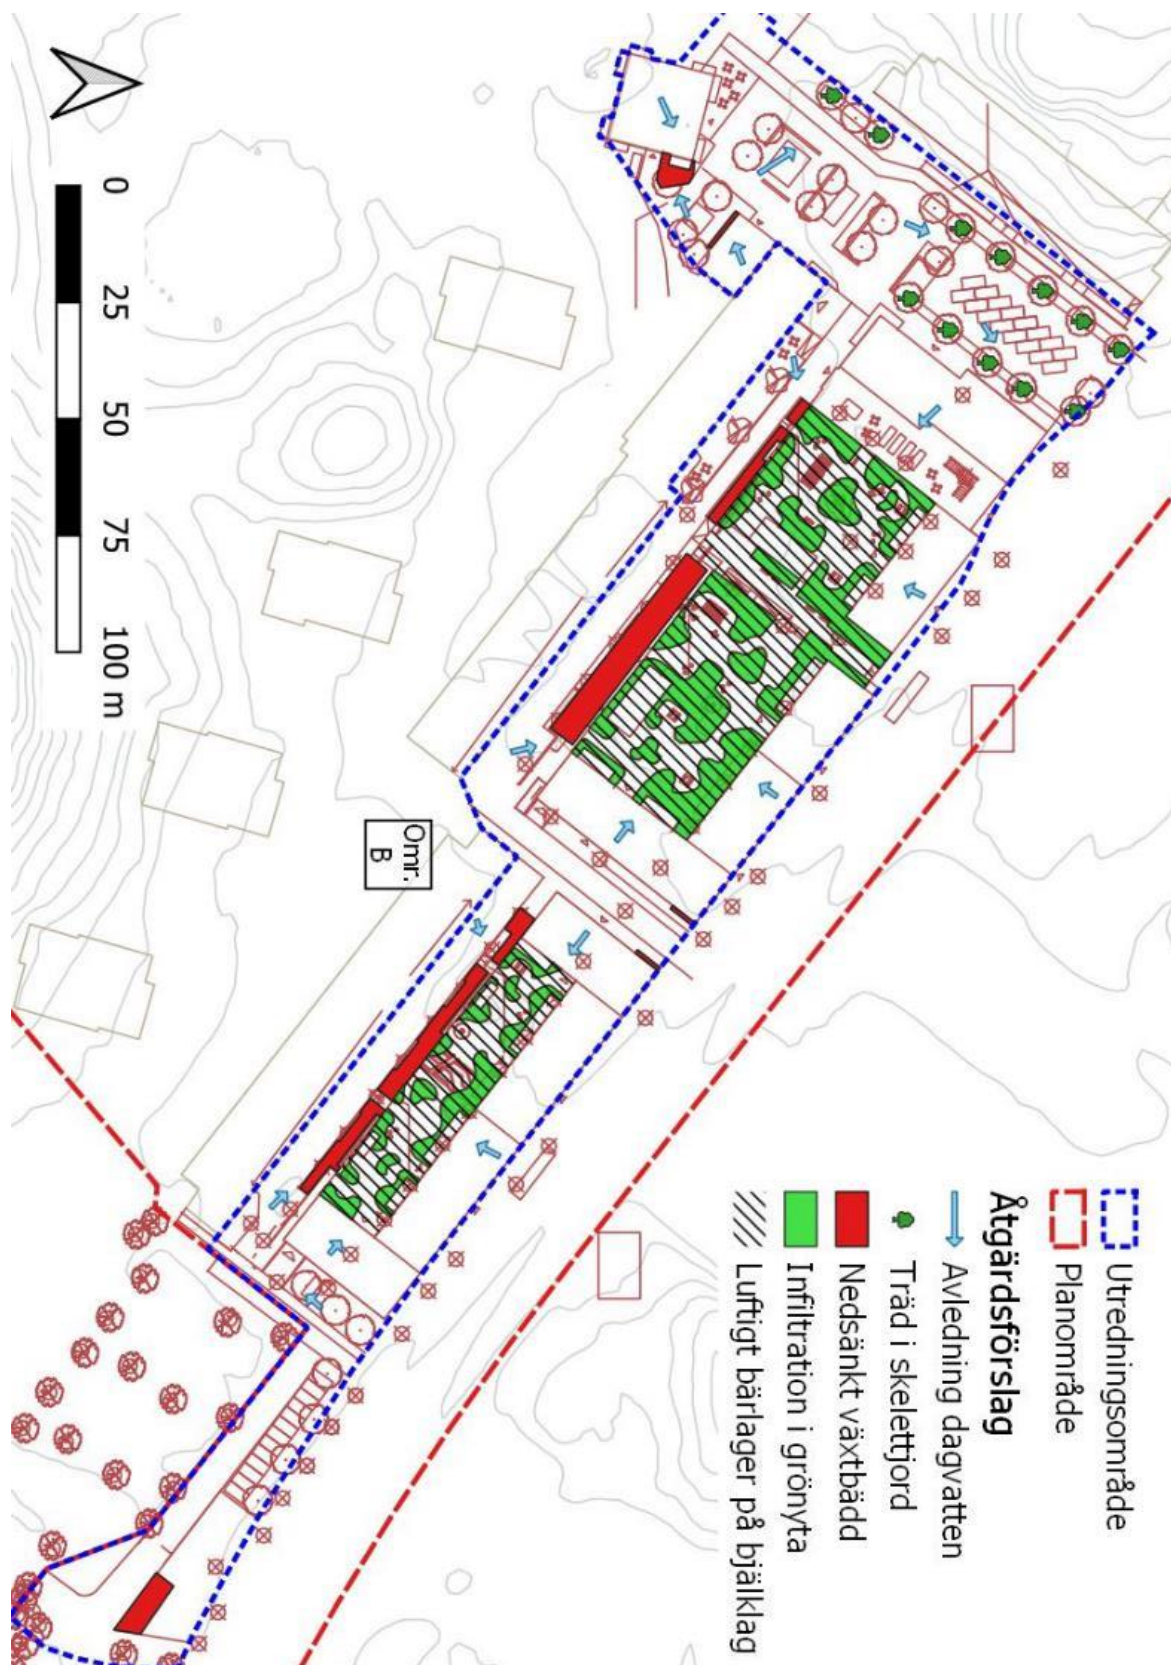 Utredningsområde
Planområde
Åtgärdsförslag
Avledning dagvatten
Träd i skelettjord
Nedsänkt växtbädd
Infiltration i grönyta
Luftigt bärlager på bjälklag
Omr.
B
0 25 50 75 100 m